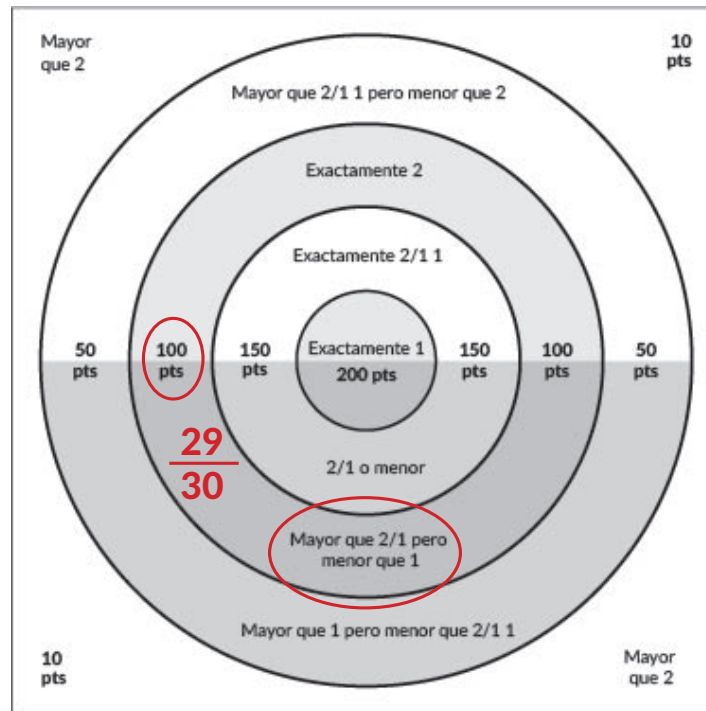 Mayor
que 2
10
pts
Mayor que 2/1 1 pero menor que 2
Exactamente 2
Exactamente 2/1 1
50
pts
100
pts
150
pts
Exactamente 1
200 pts
150
pts
100
pts
50
pts
29
30
2/1 o menor
Mayor que 2/1 pero
menor que 1
Mayor que 1 pero menor que 2/1 1
10
pts
Mayor
que 2